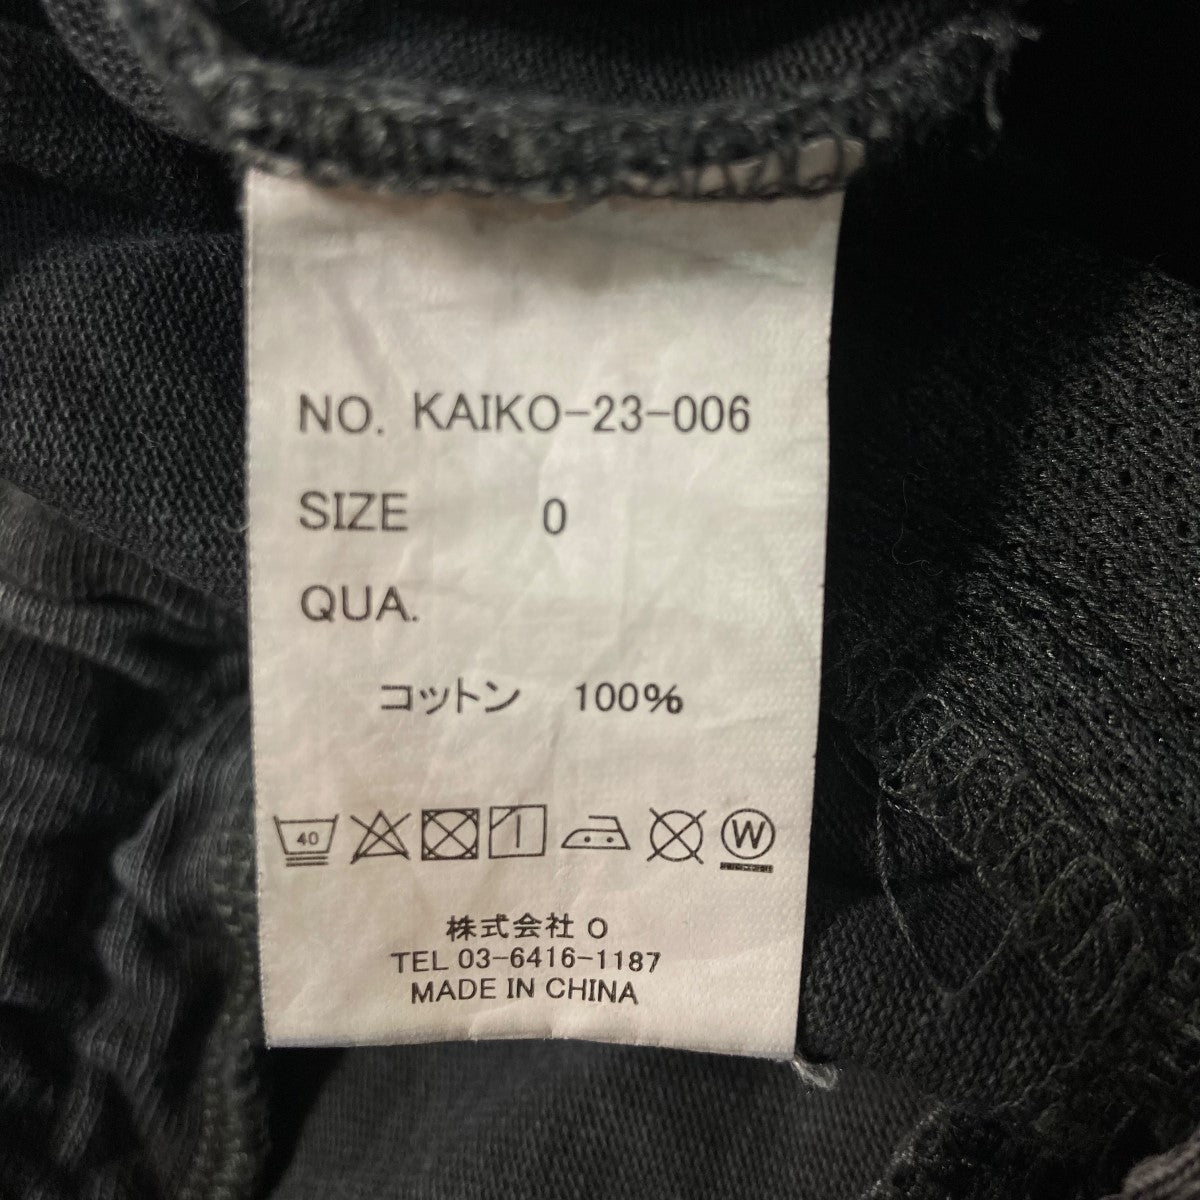 NO. KAIKO-23-006
SIZE 0
QUA.
コットン 100%
40 W
株式会社 O
TEL 03-6416-1187
MADE IN CHINA